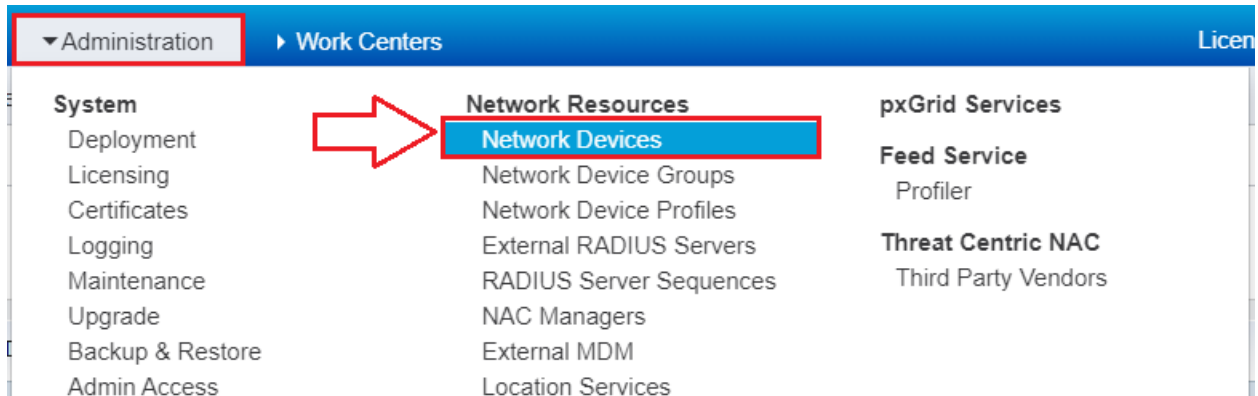 Administration
Work Centers
Licen
System
Deployment
Licensing
Certificates
Logging
Maintenance
Upgrade
Backup & Restore
Admin Access
Network Resources
Network Devices
Network Device Groups
Network Device Profiles
External RADIUS Servers
RADIUS Server Sequences
NAC Managers
External MDM
Location Services
pxGrid Services
Feed Service
Profiler
Threat Centric NAC
Third Party Vendors